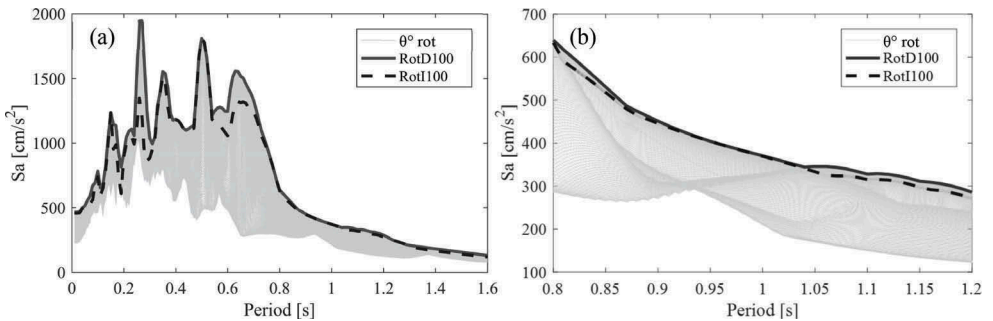 (a)
θ° rot
RotD100
RotI100
2000
1500
1000
500
0
Sa [cm/s²]
0 0.2 0.4 0.6 0.8 1 1.2 1.4 1.6
Period [s]
(b)
θ° rot
RotD100
RotI100
700
600
500
400
300
200
100
Sa [cm/s²]
0.8 0.85 0.9 0.95 1 1.05 1.1 1.15 1.2
Period [s]